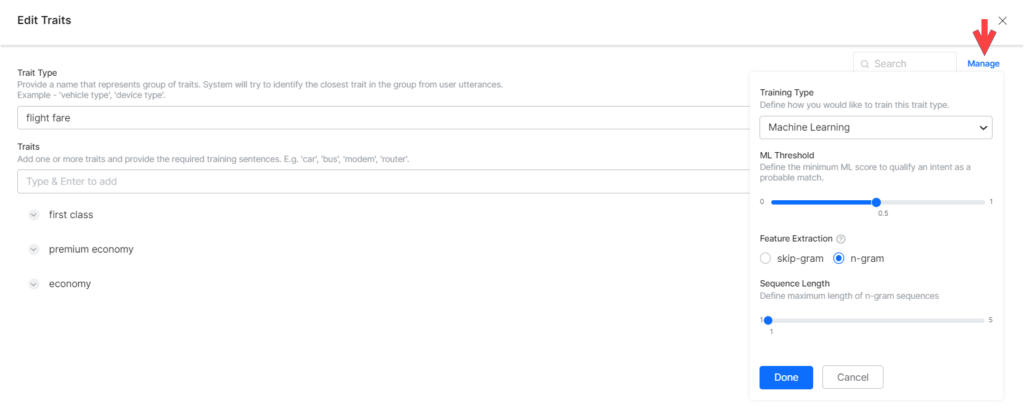 Edit Traits
Search
Manage
Trait Type
Provide a name that represents group of traits. System will try to identify the closest trait in the group from user utterances.
Example - 'vehicle type', 'device type'.
flight fare
Traits
Add one or more traits and provide the required training sentences. E.g. 'car', 'bus', 'modem', 'router'.
Type & Enter to add
first class
premium economy
economy
Training Type
Define how you would like to train this trait type.
Machine Learning
ML Threshold
Define the minimum ML score to qualify an intent as a
probable match.
0 1
0.5
Feature Extraction ?
skip-gram n-gram
Sequence Length
Define maximum length of n-gram sequences
1 5
1
Done Cancel